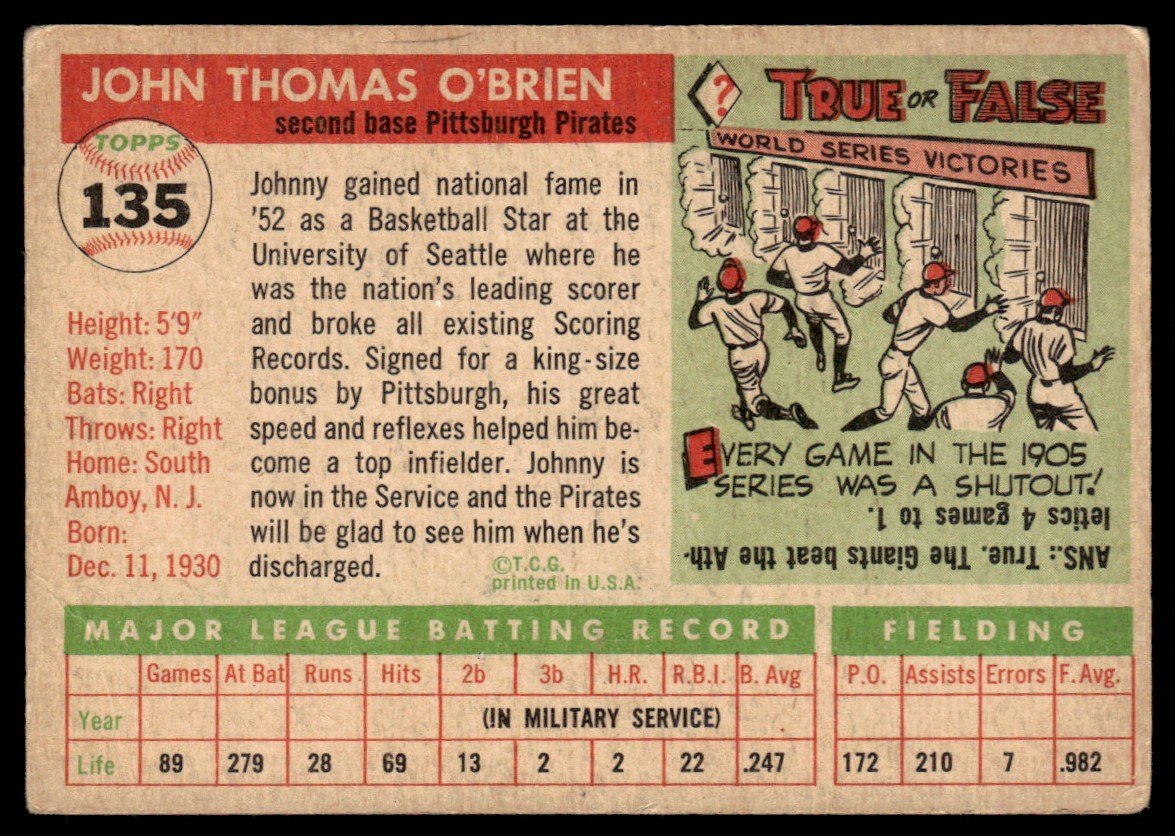 JOHN THOMAS O'BRIEN
second base Pittsburgh Pirates
TOPPS
135
Height: 5'9"
Weight: 170
Bats: Right
Throws: Right
Home: South
Amboy, N. J.
Born:
Dec. 11, 1930
Johnny gained national fame in
'52 as a Basketball Star at the
University of Seattle where he
was the nation's leading scorer
and broke all existing Scoring
Records. Signed for a king-size
bonus by Pittsburgh, his great
speed and reflexes helped him be-
come a top infielder. Johnny is
now in the Service and the Pirates
will be glad to see him when he's
discharged.
©T.C.G.
printed in U.S.A.
? TRUE OR FALSE
WORLD SERIES VICTORIES
EVERY GAME IN THE 1905
SERIES WAS A SHUTOUT!
ANS.: True. The Giants beat the Ath-
letics 4 games to 1.
MAJOR LEAGUE BATTING RECORD
Games At Bat Runs Hits 2b 3b H.R. R.B.I. B. Avg
Year (IN MILITARY SERVICE)
Life 89 279 28 69 13 2 2 22 .247
FIELDING
P.O. Assists Errors F. Avg.
172 210 7 .982